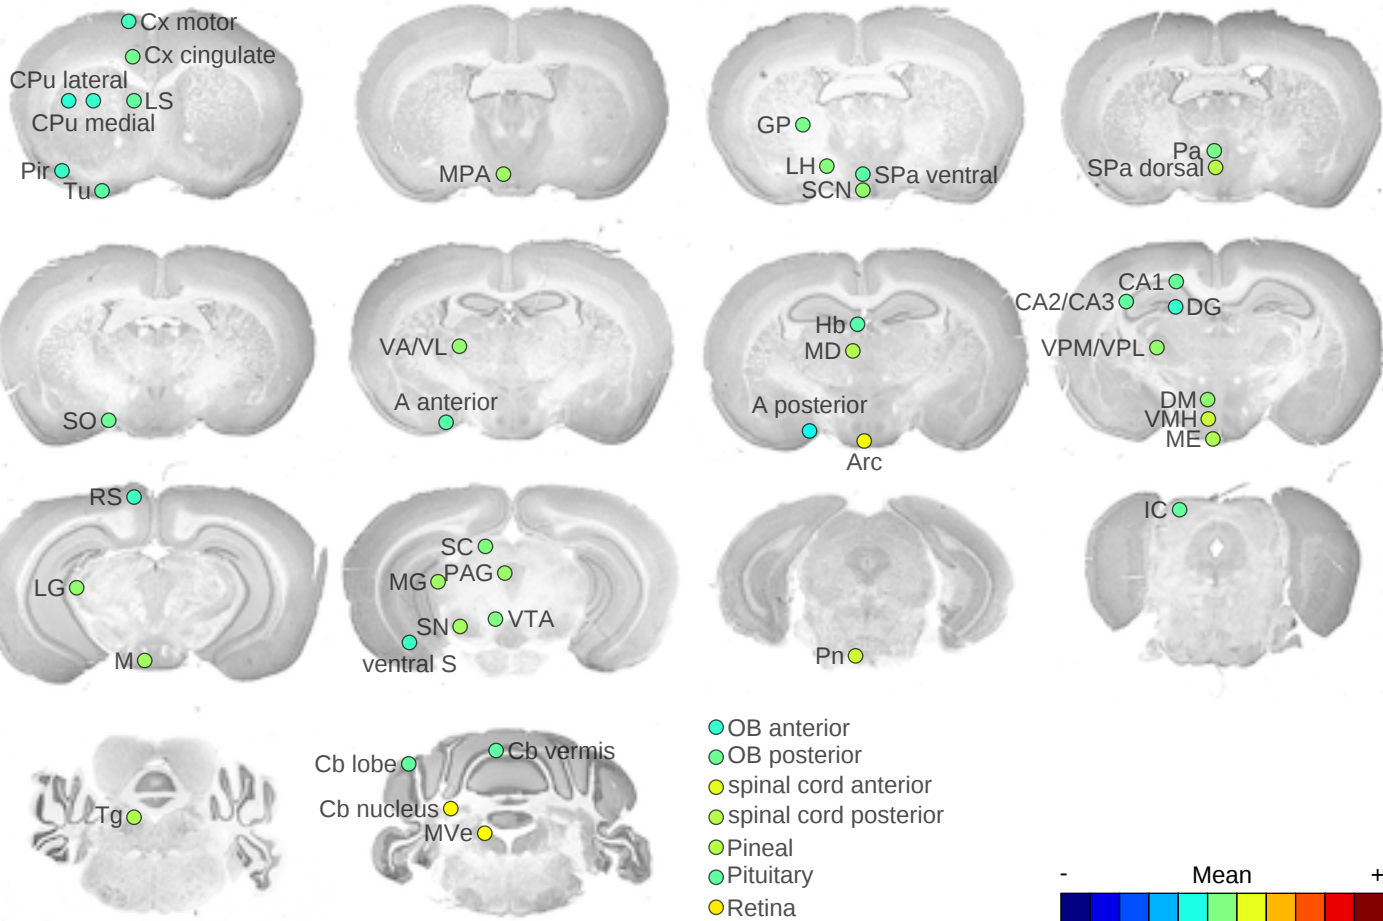 Cx motor
Cx cingulate
CPu lateral
LS
CPu medial
Pir
Tu
MPA
GP
LH
SPa ventral
SCN
Pa
SPa dorsal
SO
VA/VL
A anterior
Hb
MD
A posterior
Arc
CA1
CA2/CA3
DG
VPM/VPL
DM
VMH
ME
RS
LG
M
SC
PAG
MG
SN
VTA
ventral S
Pn
IC
Tg
Cb lobe
Cb vermis
Cb nucleus
MVe
OB anterior
OB posterior
spinal cord anterior
spinal cord posterior
Pineal
Pituitary
Retina
- Mean +